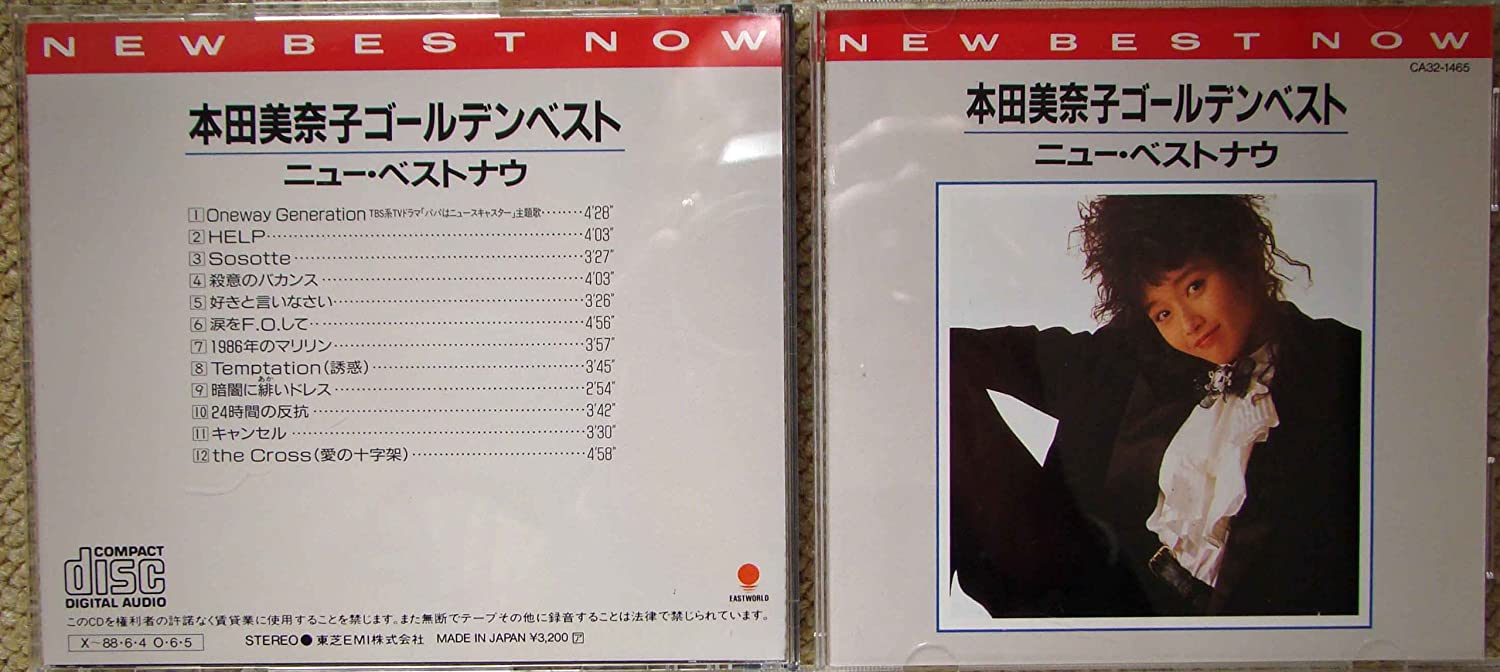 NEW BEST NOW
本田美奈子ゴールデンベスト
ニュー・ベストナウ
1 Oneway Generation TBS系TVドラマ「パパはニュースキャスター」主題歌········4'28"
2 HELP········4'03"
3 Sosotte········3'27"
4 殺意のバカンス········4'03"
5 好きと言いなさい········3'26"
6 涙をF.O.して········4'56"
7 1986年のマリリン········3'57"
8 Temptation(誘惑)········3'45"
あか
9 暗闇に緋いドレス········2'54"
10 24時間の反抗········3'42"
11 キャンセル········3'30"
12 the Cross(愛の十字架)········4'58"
COMPACT
disc
DIGITAL AUDIO
EASTWORLD
このCDを権利者の許諾なく賃貸業に使用することを禁じます。また無断でテープその他に録音することは法律で禁じられています。
X〜88・6・4 O・6・5
STEREO● 東芝EMI株式会社 MADE IN JAPAN ¥3,200 ア
NEW BEST NOW
CA32-1465
本田美奈子ゴールデンベスト
ニュー・ベストナウ